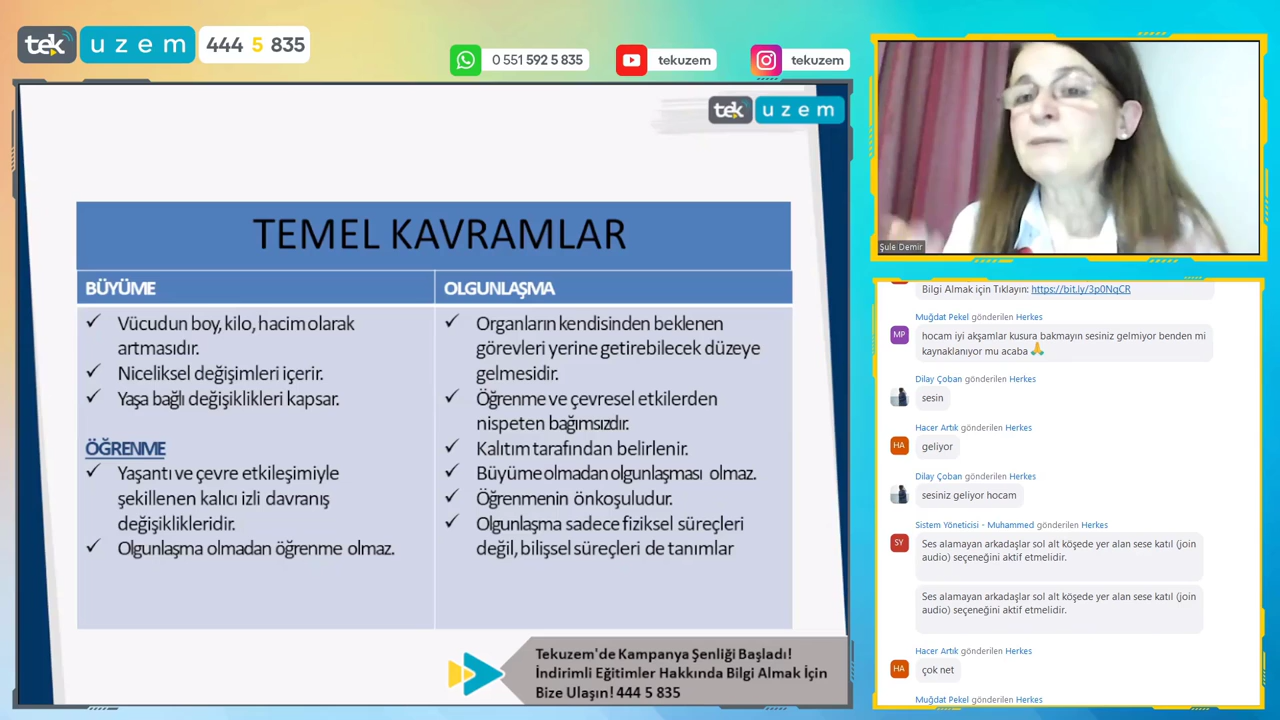 tek uzem 444 5 835
0 551 592 5 835
tekuzem
tekuzem
tek uzem
TEMEL KAVRAMLAR
BÜYÜME
Vücudun boy, kilo, hacim olarak
artmasıdır.
Niceliksel değişimleri içerir.
Yaşa bağlı değişiklikleri kapsar.
ÖĞRENME
Yaşantı ve çevre etkileşimiyle
şekillenen kalıcı izli davranış
değişiklikleridir.
Olgunlaşma olmadan öğrenme olmaz.
OLGUNLAŞMA
Organların kendisinden beklenen
görevleri yerine getirebilecek düzeye
gelmesidir.
Öğrenme ve çevresel etkilerden
nispeten bağımsızdır.
Kalıtım tarafından belirlenir.
Büyüme olmadan olgunlaşması olmaz.
Öğrenmenin önkoşuludur.
Olgunlaşma sadece fiziksel süreçleri
değil, bilişsel süreçleri de tanımlar
Tekuzem'de Kampanya Şenliği Başladı!
İndirimli Eğitimler Hakkında Bilgi Almak İçin
Bize Ulaşın! 444 5 835
Şule Demir
Bilgi Almak için Tıklayın: https://bit.ly/3p0NqCR
Muğdat Pekel gönderilen Herkes
MP
hocam iyi akşamlar kusura bakmayın sesiniz gelmiyor benden mi
kaynaklanıyor mu acaba 🙏
Dilay Çoban gönderilen Herkes
sesin
Hacer Artık gönderilen Herkes
HA
geliyor
Dilay Çoban gönderilen Herkes
sesiniz geliyor hocam
Sistem Yöneticisi - Muhammed gönderilen Herkes
SY
Ses alamayan arkadaşlar sol alt köşede yer alan sese katıl (join
audio) seçeneğini aktif etmelidir.
Ses alamayan arkadaşlar sol alt köşede yer alan sese katıl (join
audio) seçeneğini aktif etmelidir.
Hacer Artık gönderilen Herkes
HA
çok net
Muğdat Pekel gönderilen Herkes